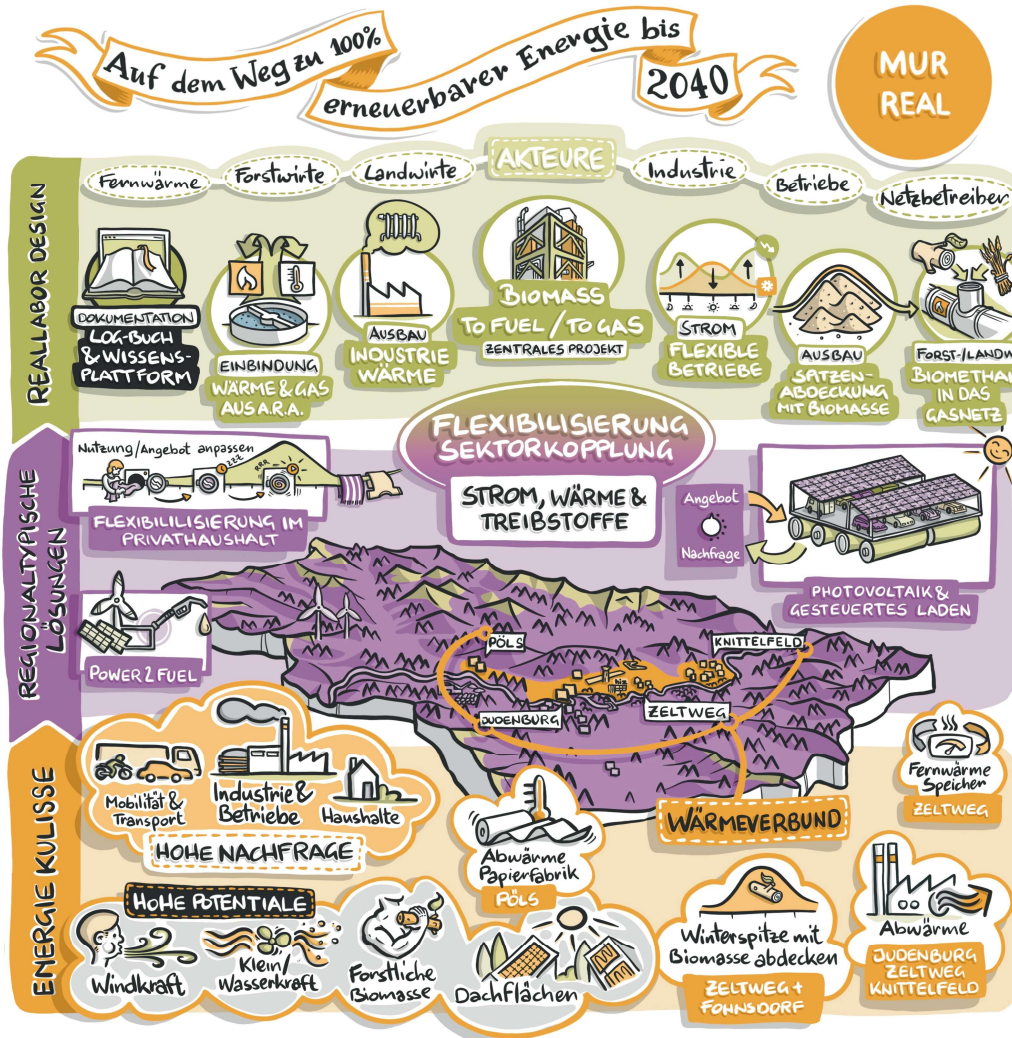 Auf dem Weg zu 100%
erneuerbarer Energie bis
2040
MUR
REAL
REALLABOR DESIGN
AKTEURE
Fernwärme
Forstwirte
Landwirte
Industrie
Betriebe
Netzbetreiber
DOKUMENTATION
LOG-BUCH
& WISSENS-
PLATTFORM
EINBINDUNG
WÄRME & GAS
AUS A.R.A.
AUSBAU
INDUSTRIE
WÄRME
BIOMASS
TO FUEL / TO GAS
ZENTRALES PROJEKT
STROM
FLEXIBLE
BETRIEBE
AUSBAU
SPTZEN-
ABDECKUNG
MIT BIOMASSE
FORST-/LANDW
BIOMETHAN
IN DAS
GASNETZ
REGIONALTYPISCHE
LÖSUNGEN
FLEXIBILISIERUNG
SEKTORKOPPLUNG
STROM, WÄRME &
TREIBSTOFFE
Nutzung/Angebot anpassen
zzz
RRR
FLEXIBILILISIERUNG IM
PRIVATHAUSHALT
Angebot
Nachfrage
PHOTOVOLTAIK &
GESTEUERTES LADEN
POWER 2 FUEL
PÖLS
KNITTELFELD
JUDENBURG
ZELTWEG
ENERGIE KULISSE
Mobilität &
Transport
Industrie &
Betriebe
Haushalte
HOHE NACHFRAGE
HOHE POTENTIALE
Windkraft
Klein/
Wasserkraft
Forstliche
Biomasse
Dachflächen
Abwärme
Papierfabrik
PÖLS
WÄRMEVERBUND
Fernwärme
Speicher
ZELTWEG
Winterspitze mit
Biomasse abdecken
ZELTWEG +
FOHNSDORF
Abwärme
JUDENBURG
ZELTWEG
KNITTELFELD